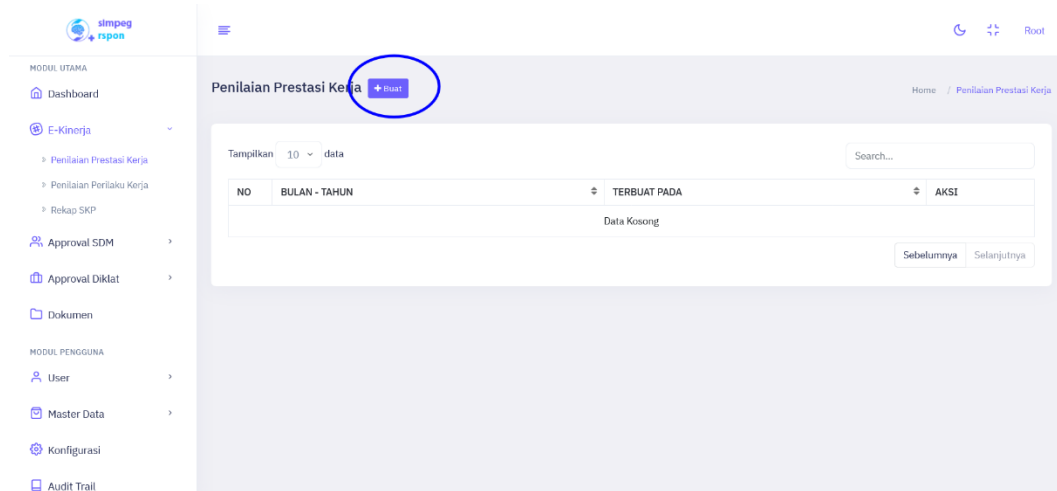 simpeg
rspon
Root
MODUL UTAMA
Dashboard
E-Kinerja
Penilaian Prestasi Kerja
Penilaian Perilaku Kerja
Rekap SKP
Approval SDM
Approval Diklat
Dokumen
MODUL PENGGUNA
User
Master Data
Konfigurasi
Audit Trail
Penilaian Prestasi Kerja + Buat
Home / Penilaian Prestasi Kerja
Tampilkan 10 data
Search...
NO BULAN - TAHUN TERBUAT PADA AKSI
Data Kosong
Sebelumnya Selanjutnya